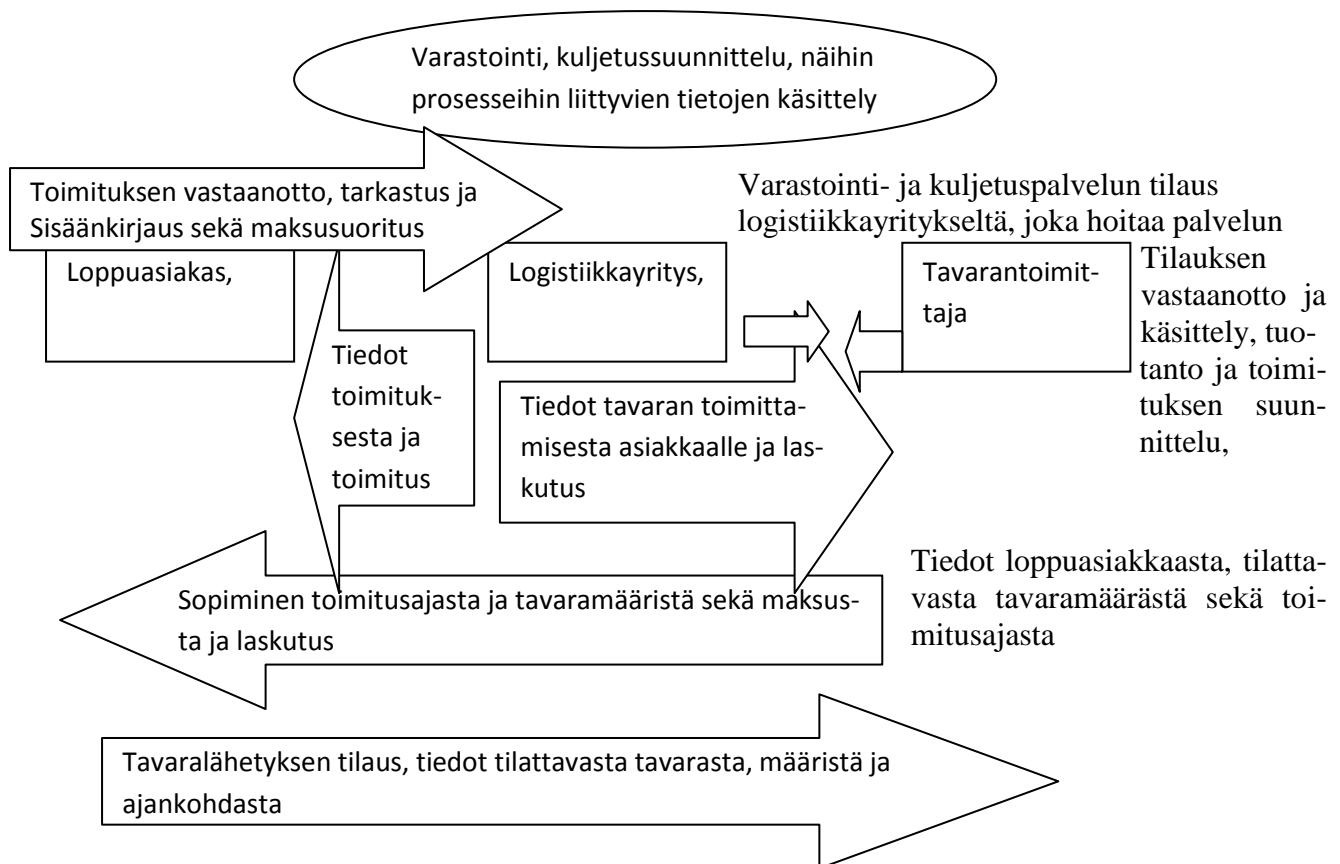 Varastointi, kuljetussuunnittelu, näihin
prosesseihin liittyvien tietojen käsittely
Toimituksen vastaanotto, tarkastus ja
Sisäänkirjaus sekä maksusuoritus
Varastointi- ja kuljetuspalvelun tilaus
logistiikkayritykseltä, joka hoitaa palvelun
Loppuasiakas,
Logistiikkayritys,
Tavarantoimit-
taja
Tilauksen
vastaanotto ja
käsittely, tuo-
tanto ja toimi-
tuksen suun-
nittelu,
Tiedot
toimituk-
sesta ja
toimitus
Tiedot tavaran toimitta-
misesta asiakkaalle ja las-
kutus
Tiedot loppuasiakkaasta, tilatta-
vasta tavaramäärästä sekä toi-
mitusajasta
Sopiminen toimitusajasta ja tavaramääristä sekä maksus-
ta ja laskutus
Tavaralähetyksen tilaus, tiedot tilattavasta tavarasta, määristä ja
ajankohdasta